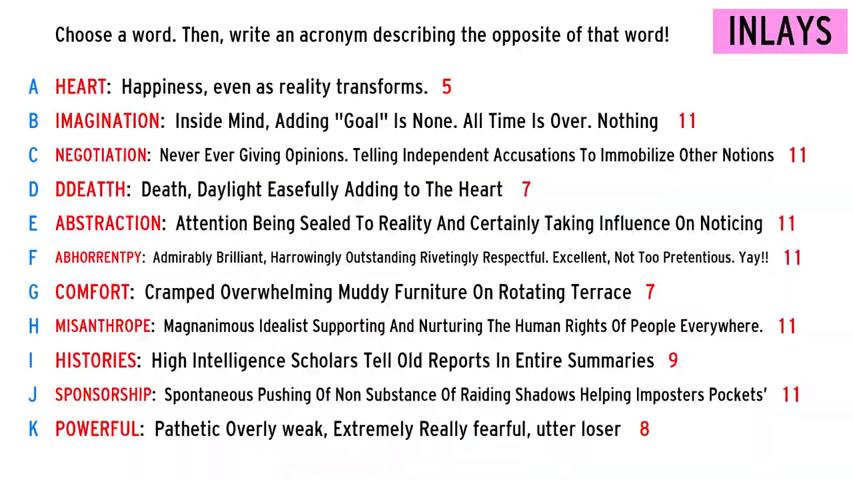 Choose a word. Then, write an acronym describing the opposite of that word!
INLAYS
A HEART: Happiness, even as reality transforms. 5
B IMAGINATION: Inside Mind, Adding "Goal" Is None. All Time Is Over. Nothing 11
C NEGOTIATION: Never Ever Giving Opinions. Telling Independent Accusations To Immobilize Other Notions 11
D DDEATTH: Death, Daylight Easefully Adding to The Heart 7
E ABSTRACTION: Attention Being Sealed To Reality And Certainly Taking Influence On Noticing 11
F ABHORRENTPY: Admirably Brilliant, Harrowingly Outstanding Rivetingly Respectful. Excellent, Not Too Pretentious. Yay!! 11
G COMFORT: Cramped Overwhelming Muddy Furniture On Rotating Terrace 7
H MISANTHROPE: Magnanimous Idealist Supporting And Nurturing The Human Rights Of People Everywhere. 11
I HISTORIES: High Intelligence Scholars Tell Old Reports In Entire Summaries 9
J SPONSORSHIP: Spontaneous Pushing Of Non Substance Of Raiding Shadows Helping Imposters Pockets' 11
K POWERFUL: Pathetic Overly weak, Extremely Really fearful, utter loser 8